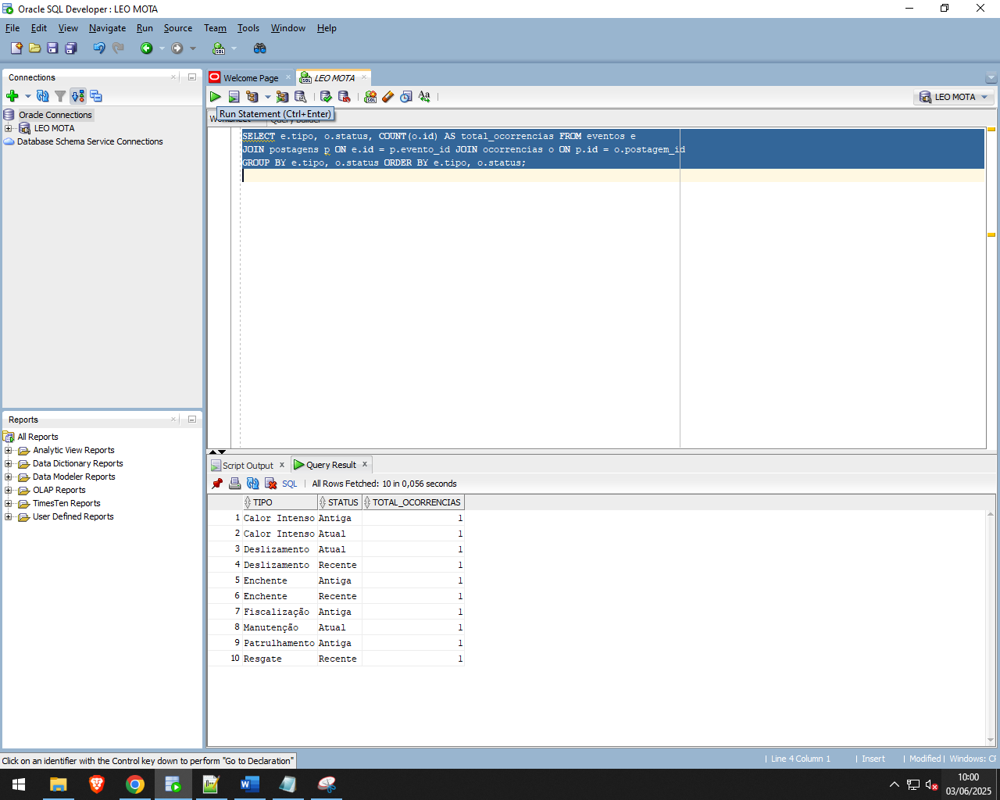 Oracle SQL Developer : LEO MOTA
File Edit View Navigate Run Source Team Tools Window Help
Connections
Oracle Connections
LEO MOTA
Database Schema Service Connections
Reports
All Reports
Analytic View Reports
Data Dictionary Reports
Data Modeler Reports
OLAP Reports
TimesTen Reports
User Defined Reports
Welcome Page
LEO MOTA
LEO MOTA
Run Statement (Ctrl+Enter)
SELECT e.tipo, o.status, COUNT(o.id) AS total_ocorrencias FROM eventos e
JOIN postagens p ON e.id = p.evento_id JOIN ocorrencias o ON p.id = o.postagem_id
GROUP BY e.tipo, o.status ORDER BY e.tipo, o.status;
Script Output x Query Result x
SQL | All Rows Fetched: 10 in 0,056 seconds
TIPO STATUS TOTAL_OCORRENCIAS
1 Calor Intenso Antiga 1
2 Calor Intenso Atual 1
3 Deslizamento Atual 1
4 Deslizamento Recente 1
5 Enchente Antiga 1
6 Enchente Recente 1
7 Fiscalização Antiga 1
8 Manutenção Atual 1
9 Patrulhamento Antiga 1
10 Resgate Recente 1
Click on an identifier with the Control key down to perform "Go to Declaration"
| Line 4 Column 1 | Insert | Modified | Windows: CF
10:00
03/06/2025